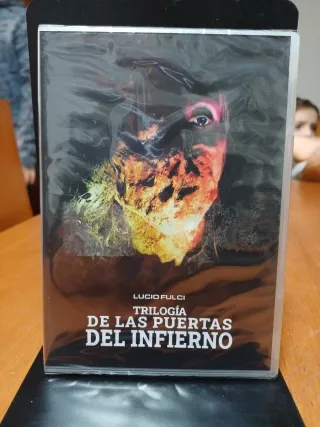 LUCIO FULCI
TRILOGÍA
DE LAS PUERTAS
DEL INFIERNO